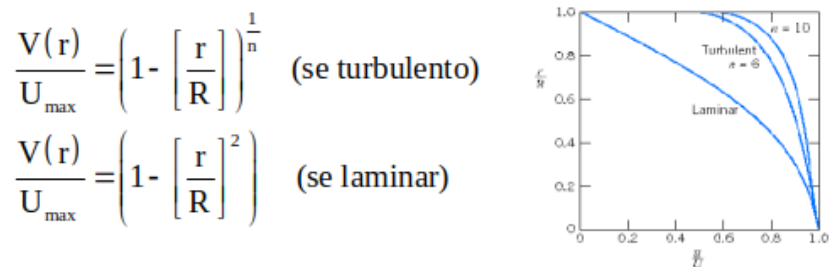 V(r)/U_max = (1 - [r/R])^(1/n) (se turbulento)
V(r)/U_max = (1 - [r/R]^2) (se laminar)
1.0
0.8
0.6
0.4
0.2
0
n = 10
Turbulent
n = 6
Laminar
0 0.2 0.4 0.6 0.8 1.0